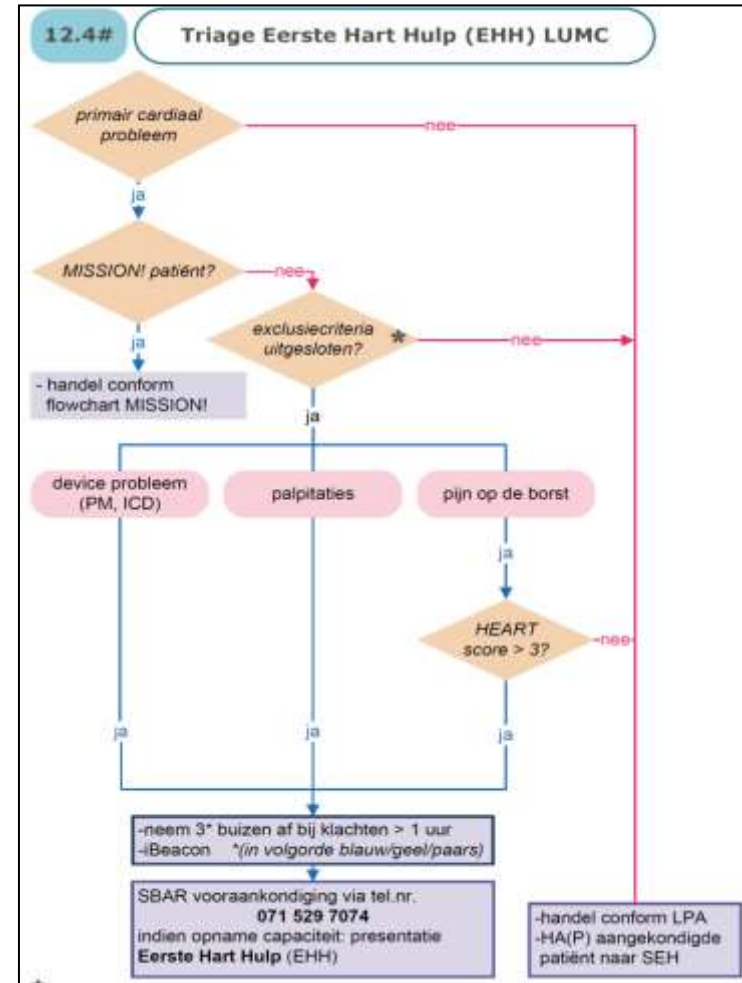 12.4#
Triage Eerste Hart Hulp (EHH) LUMC
primair cardiaal
probleem
nee
ja
MISSION! patiënt?
nee
exclusiecriteria
uitgesloten?
*
nee
ja
- handel conform
flowchart MISSION!
ja
device probleem
(PM, ICD)
palpitaties
pijn op de borst
ja
HEART
score > 3?
nee
ja
ja
ja
-neem 3* buizen af bij klachten > 1 uur
-iBeacon *(in volgorde blauw/geel/paars)
SBAR vooraankondiging via tel.nr.
071 529 7074
indien opname capaciteit: presentatie
Eerste Hart Hulp (EHH)
-handel conform LPA
-HA(P) aangekondigde
patiënt naar SEH